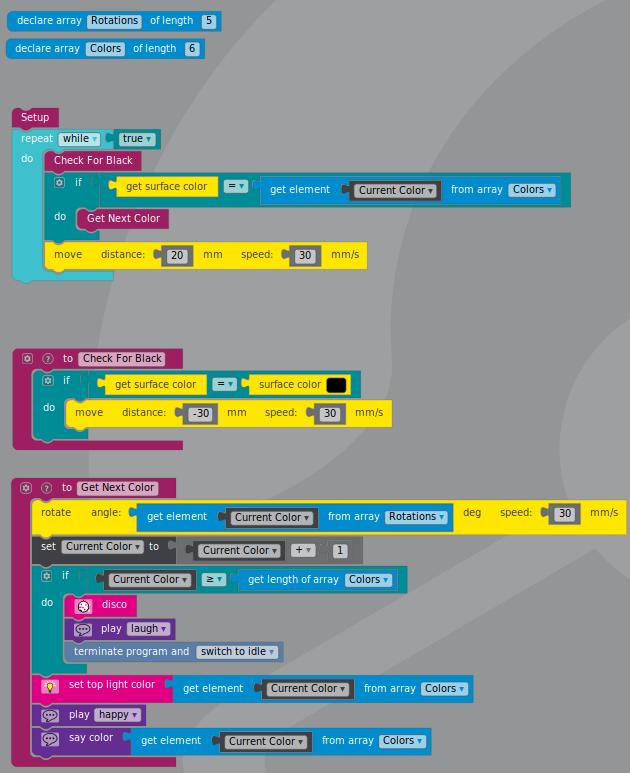 declare array Rotations of length 5
declare array Colors of length 6
Setup
repeat while true
do Check For Black
if get surface color = get element Current Color from array Colors
do Get Next Color
move distance: 20 mm speed: 30 mm/s
? to Check For Black
if get surface color = surface color
do move distance: -30 mm speed: 30 mm/s
? to Get Next Color
rotate angle: get element Current Color from array Rotations deg speed: 30 mm/s
set Current Color to Current Color + 1
if Current Color ≥ get length of array Colors
do disco
play laugh
terminate program and switch to idle
set top light color get element Current Color from array Colors
play happy
say color get element Current Color from array Colors